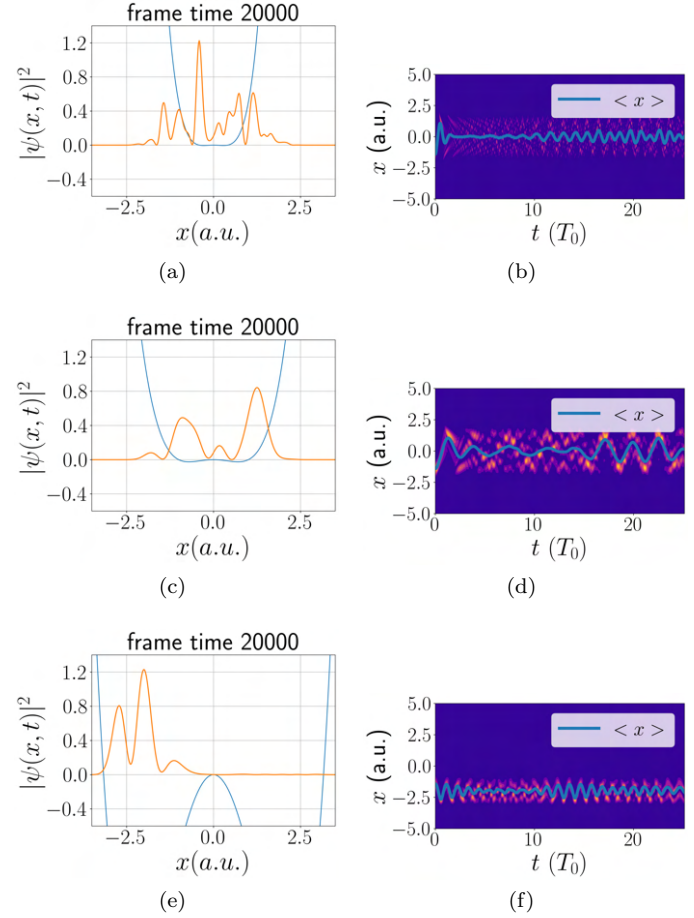 frame time 20000
|ψ(x, t)|²
1.2
0.8
0.4
0.0
−0.4
−2.5 0.0 2.5
x(a.u.)
(a)
x (a.u.)
5.0
2.5
0.0
−2.5
−5.0
< x >
0 10 20
t (T₀)
(b)
frame time 20000
|ψ(x, t)|²
1.2
0.8
0.4
0.0
−0.4
−2.5 0.0 2.5
x(a.u.)
(c)
x (a.u.)
5.0
2.5
0.0
−2.5
−5.0
< x >
0 10 20
t (T₀)
(d)
frame time 20000
|ψ(x, t)|²
1.2
0.8
0.4
0.0
−0.4
−2.5 0.0 2.5
x(a.u.)
(e)
x (a.u.)
5.0
2.5
0.0
−2.5
−5.0
< x >
0 10 20
t (T₀)
(f)